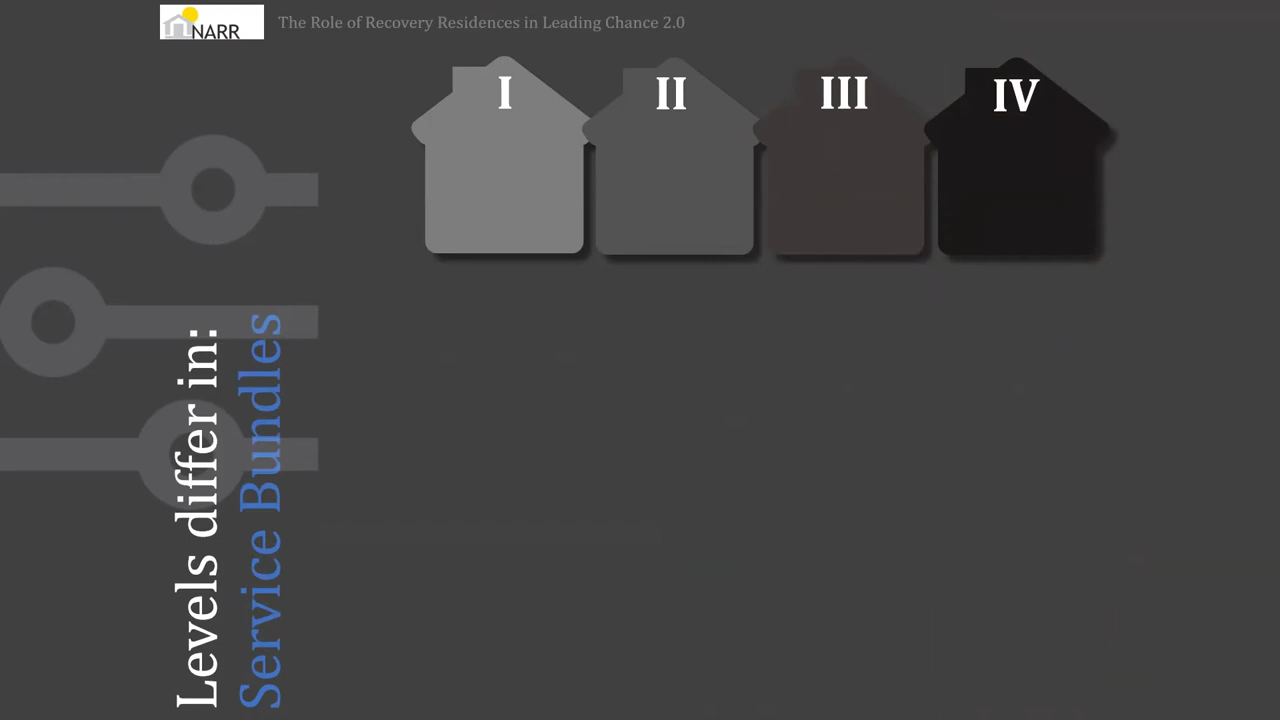 NARR
The Role of Recovery Residences in Leading Chance 2.0
I
II
III
IV
Levels differ in:
Service Bundles